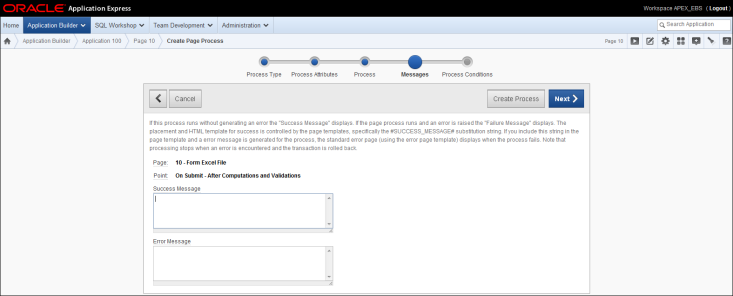 ORACLE Application Express
Workspace APEX_EBS ( Logout )
Home Application Builder SQL Workshop Team Development Administration
Search Application
Application Builder Application 100 Page 10 Create Page Process
Page 10
Process Type Process Attributes Process Messages Process Conditions
Cancel Create Process Next
If this process runs without generating an error the "Success Message" displays. If the page process runs and an error is raised the "Failure Message" displays. The
placement and HTML template for success is controlled by the page templates, specifically the #SUCCESS_MESSAGE# substitution string. If you include this string in the
page template and a error message is generated for the process, the standard error page (using the error page template) displays when the process fails. Note that
processing stops when an error is encountered and the transaction is rolled back.
Page: 10 - Form Excel File
Point: On Submit - After Computations and Validations
Success Message
Error Message